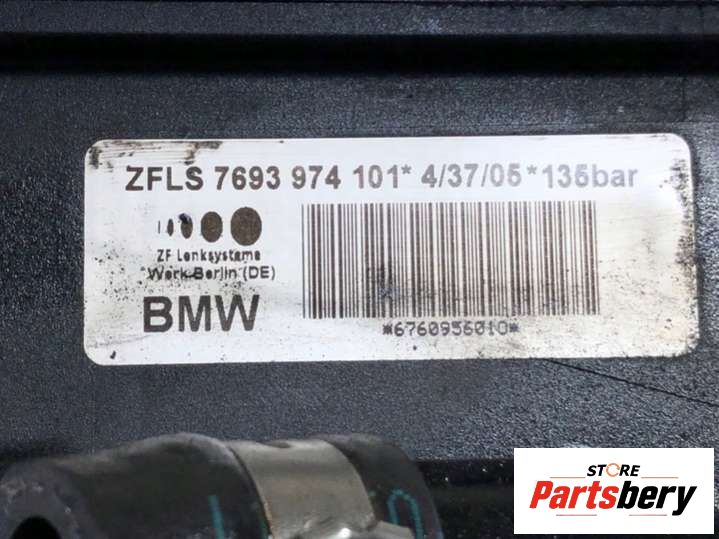 ZFLS 7693 974 101* 4/37/05 *135bar
ZF Lenksysteme
Werk Berlin (DE)
BMW
*6760956010*
STORE
Partsbery